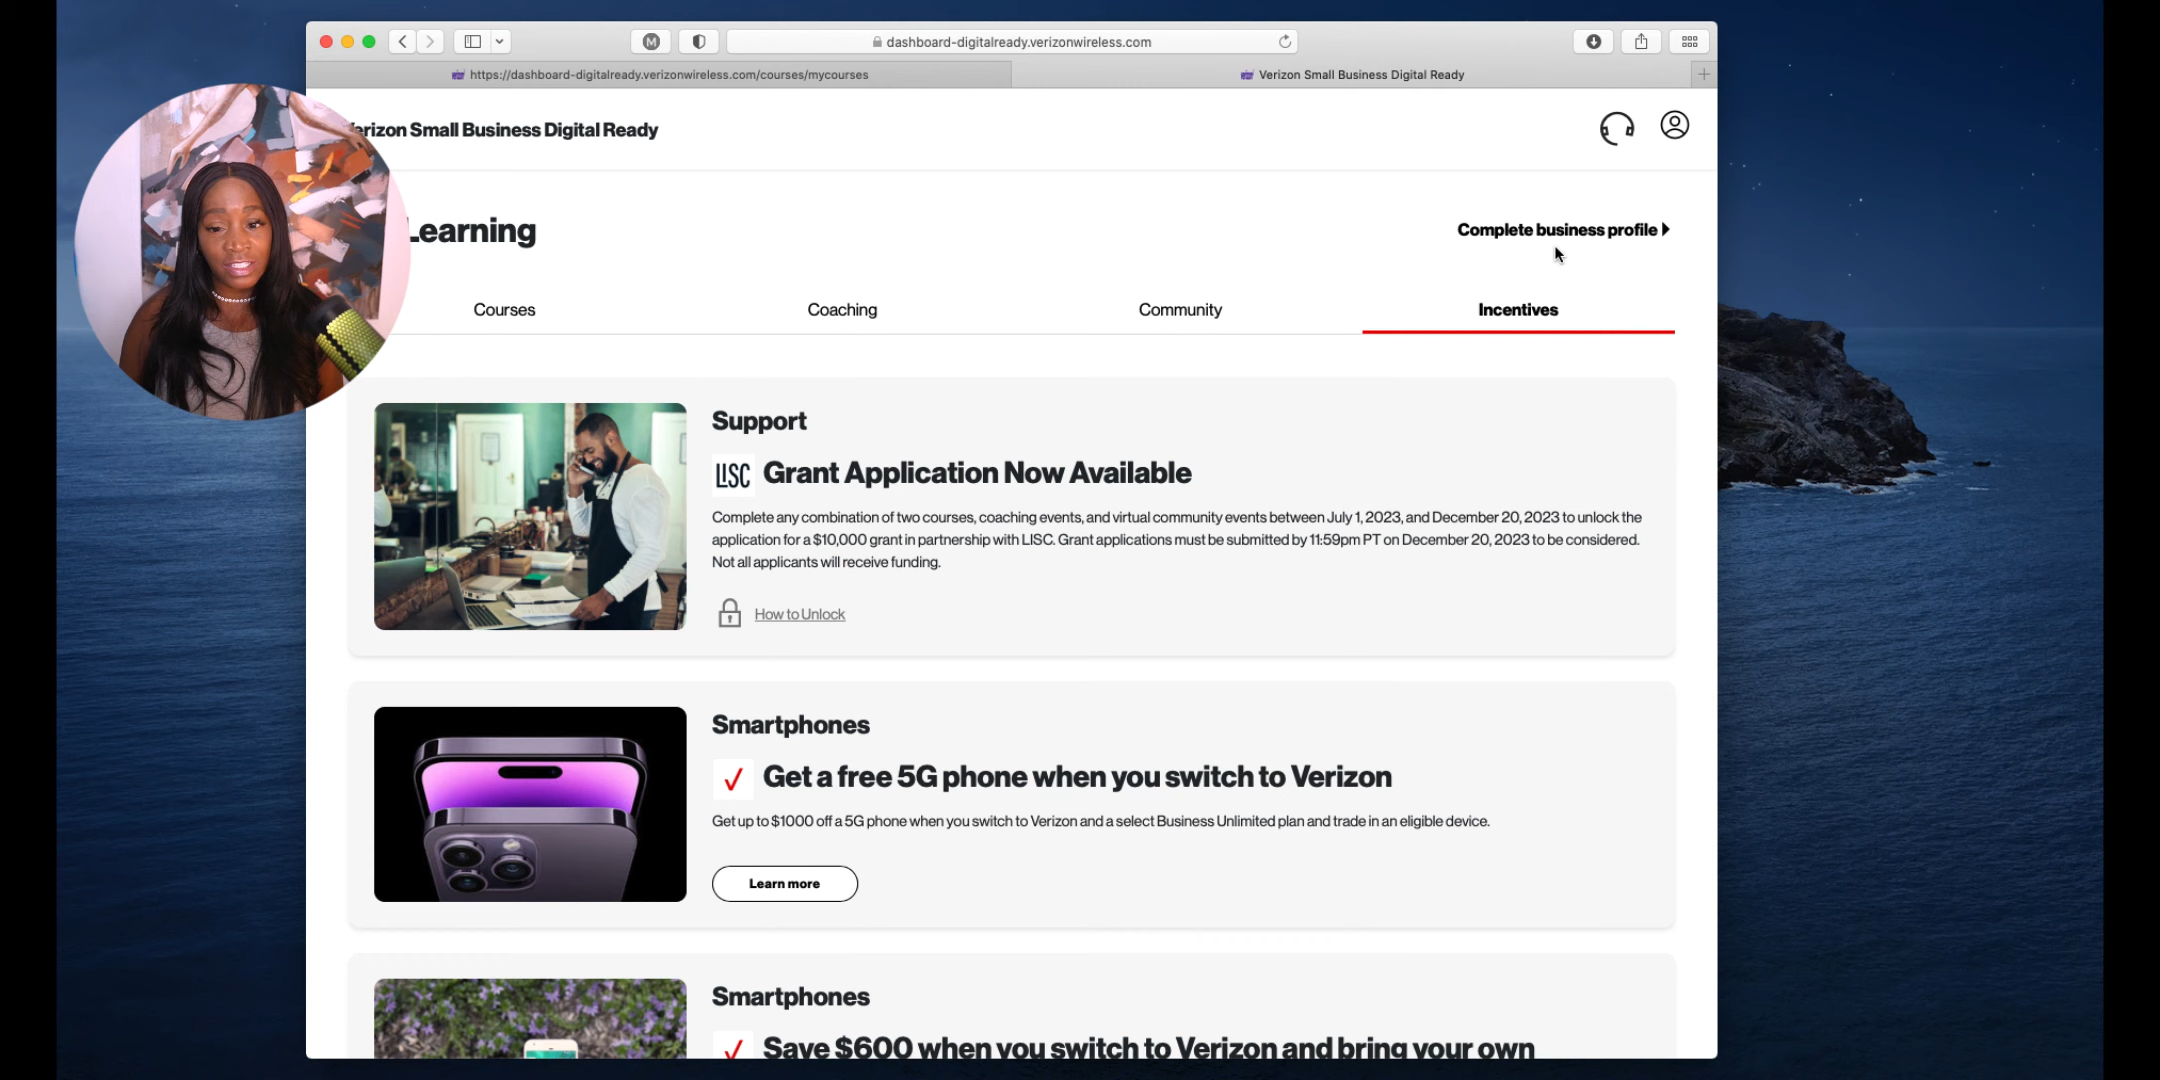 M
dashboard-digitalready.verizonwireless.com
https://dashboard-digitalready.verizonwireless.com/courses/mycourses
Verizon Small Business Digital Ready
erizon Small Business Digital Ready
Learning
Complete business profile
Courses
Coaching
Community
Incentives
Support
LISC Grant Application Now Available
Complete any combination of two courses, coaching events, and virtual community events between July 1, 2023, and December 20, 2023 to unlock the
application for a $10,000 grant in partnership with LISC. Grant applications must be submitted by 11:59pm PT on December 20, 2023 to be considered.
Not all applicants will receive funding.
How to Unlock
Smartphones
Get a free 5G phone when you switch to Verizon
Get up to $1000 off a 5G phone when you switch to Verizon and a select Business Unlimited plan and trade in an eligible device.
Learn more
Smartphones
Save $600 when you switch to Verizon and bring your own